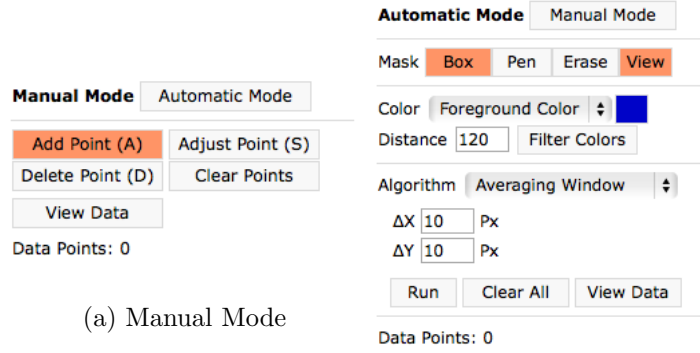 Manual Mode Automatic Mode
Add Point (A) Adjust Point (S)
Delete Point (D) Clear Points
View Data
Data Points: 0
(a) Manual Mode
Automatic Mode Manual Mode
Mask Box Pen Erase View
Color Foreground Color
Distance 120 Filter Colors
Algorithm Averaging Window
ΔX 10 Px
ΔY 10 Px
Run Clear All View Data
Data Points: 0